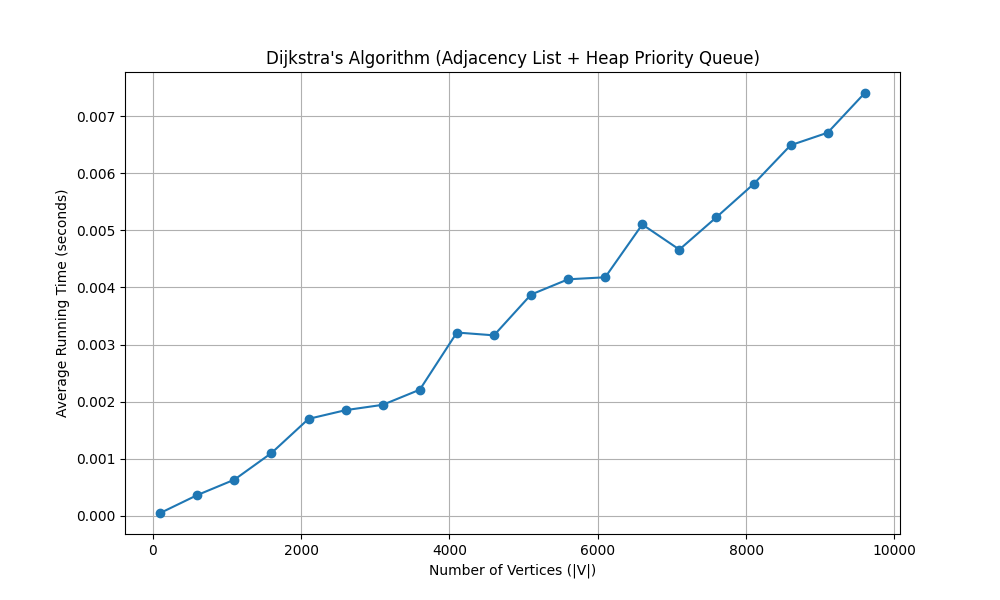 Dijkstra's Algorithm (Adjacency List + Heap Priority Queue)
Average Running Time (seconds)
0.007
0.006
0.005
0.004
0.003
0.002
0.001
0.000
0 2000 4000 6000 8000 10000
Number of Vertices (|V|)